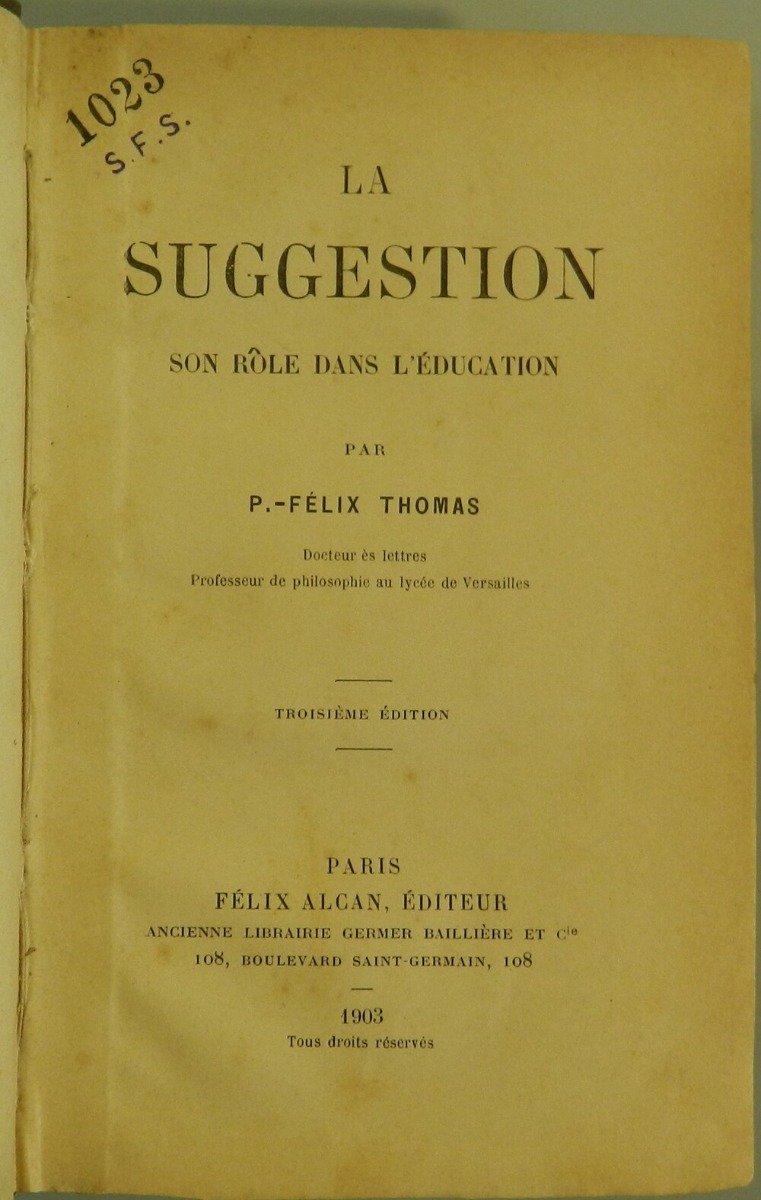 1023
S.F.S.
LA
SUGGESTION
SON RÔLE DANS L'ÉDUCATION
PAR
P.-FÉLIX THOMAS
Docteur ès lettres
Professeur de philosophie au lycée de Versailles
TROISIÈME ÉDITION
PARIS
FÉLIX ALCAN, ÉDITEUR
ANCIENNE LIBRAIRIE GERMER BAILLIÈRE ET Cie
108, BOULEVARD SAINT-GERMAIN, 108
1903
Tous droits réservés